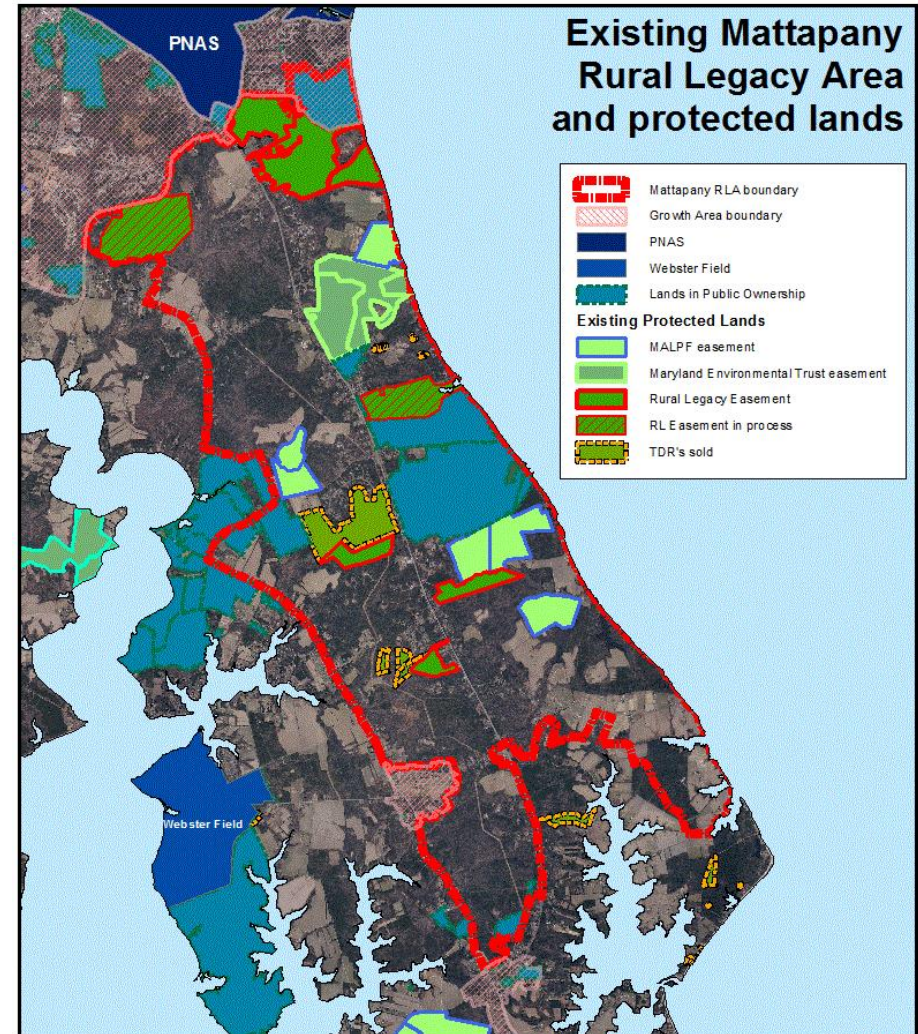 PNAS
Existing Mattapany
Rural Legacy Area
and protected lands
Mattapany RLA boundary
Growth Area boundary
PNAS
Webster Field
Lands in Public Ownership
Existing Protected Lands
MALPF easement
Maryland Environmental Trust easement
Rural Legacy Easement
RL Easement in process
TDR's sold
Webster Field